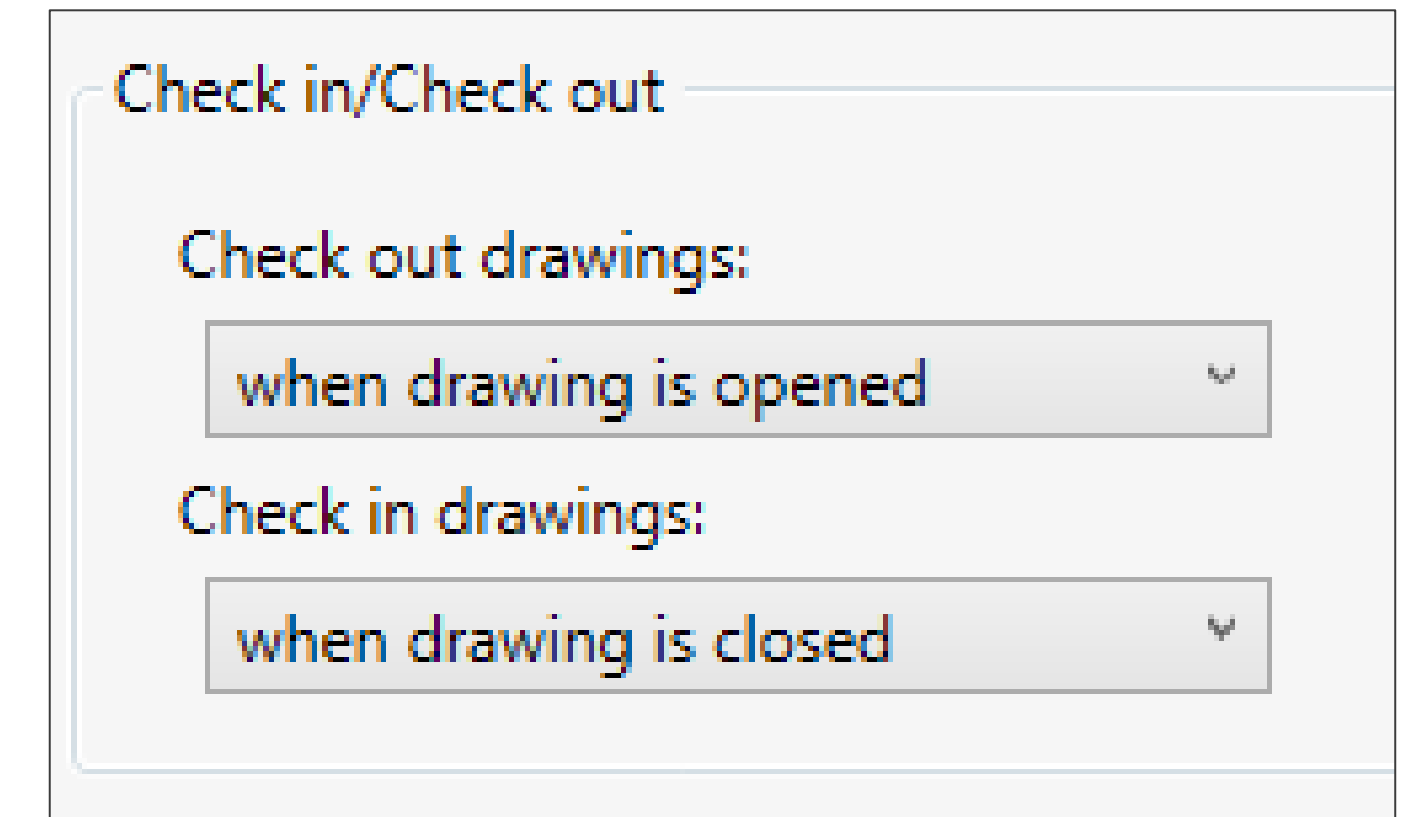 Check in/Check out
Check out drawings:
when drawing is opened
Check in drawings:
when drawing is closed